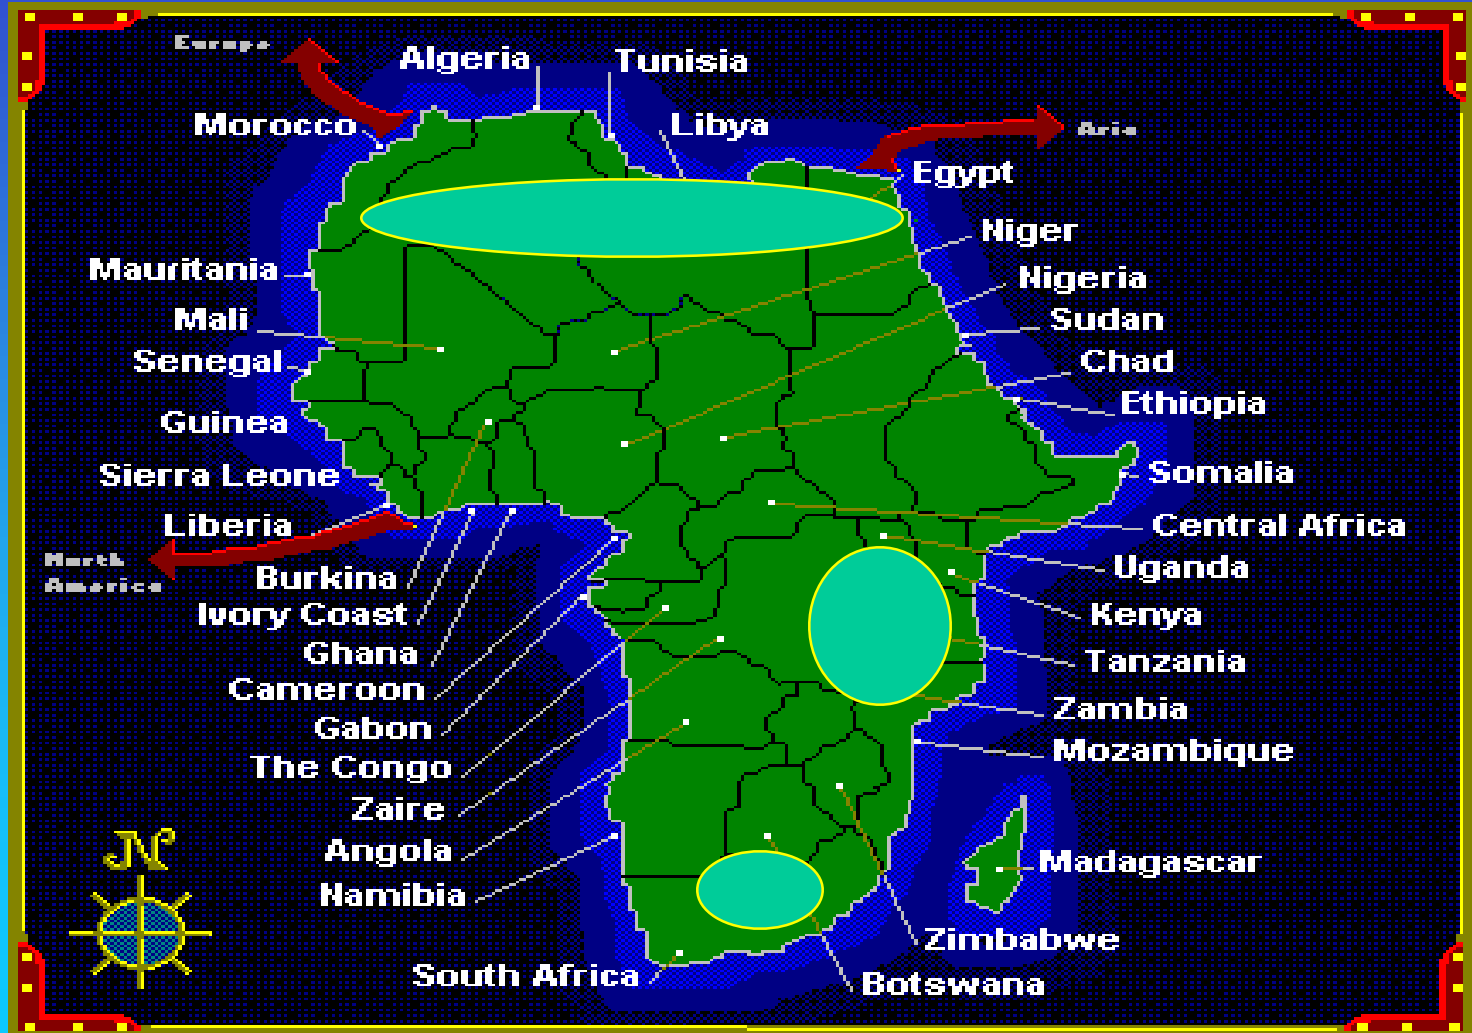 Europe
Algeria
Tunisia
Morocco
Libya
Egypt
Niger
Mauritania
Nigeria
Mali
Sudan
Senegal
Chad
Ethiopia
Guinea
Sierra Leone
Somalia
Liberia
Central Africa
North
America
Uganda
Burkina
Ivory Coast
Kenya
Ghana
Tanzania
Cameroon
Zambia
Gabon
Mozambique
The Congo
Zaire
Angola
Madagascar
Namibia
Zimbabwe
South Africa
Botswana
N